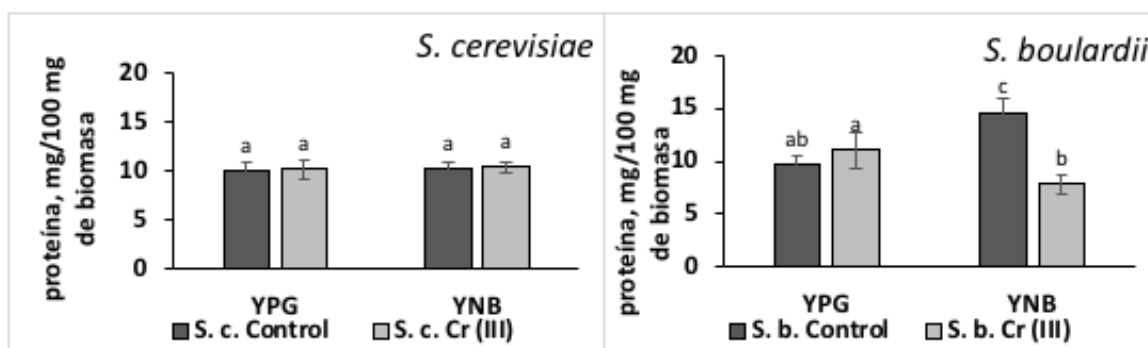 S. cerevisiae
proteína, mg/100 mg
de biomasa
20
15
10
5
0
a
a
a
a
YPG
YNB
S. c. Control
S. c. Cr (III)
S. boulardii
proteína, mg/100 mg
de biomasa
20
15
10
5
0
ab
a
c
b
YPG
YNB
S. b. Control
S. b. Cr (III)